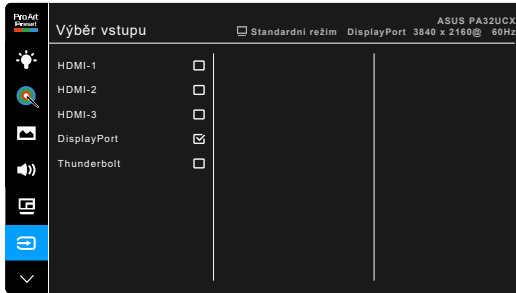 ProArt
Preset
ASUS PA32UCX
Výběr vstupu
Standardní režim DisplayPort 3840 x 2160@ 60Hz
HDMI-1
HDMI-2
HDMI-3
DisplayPort
Thunderbolt